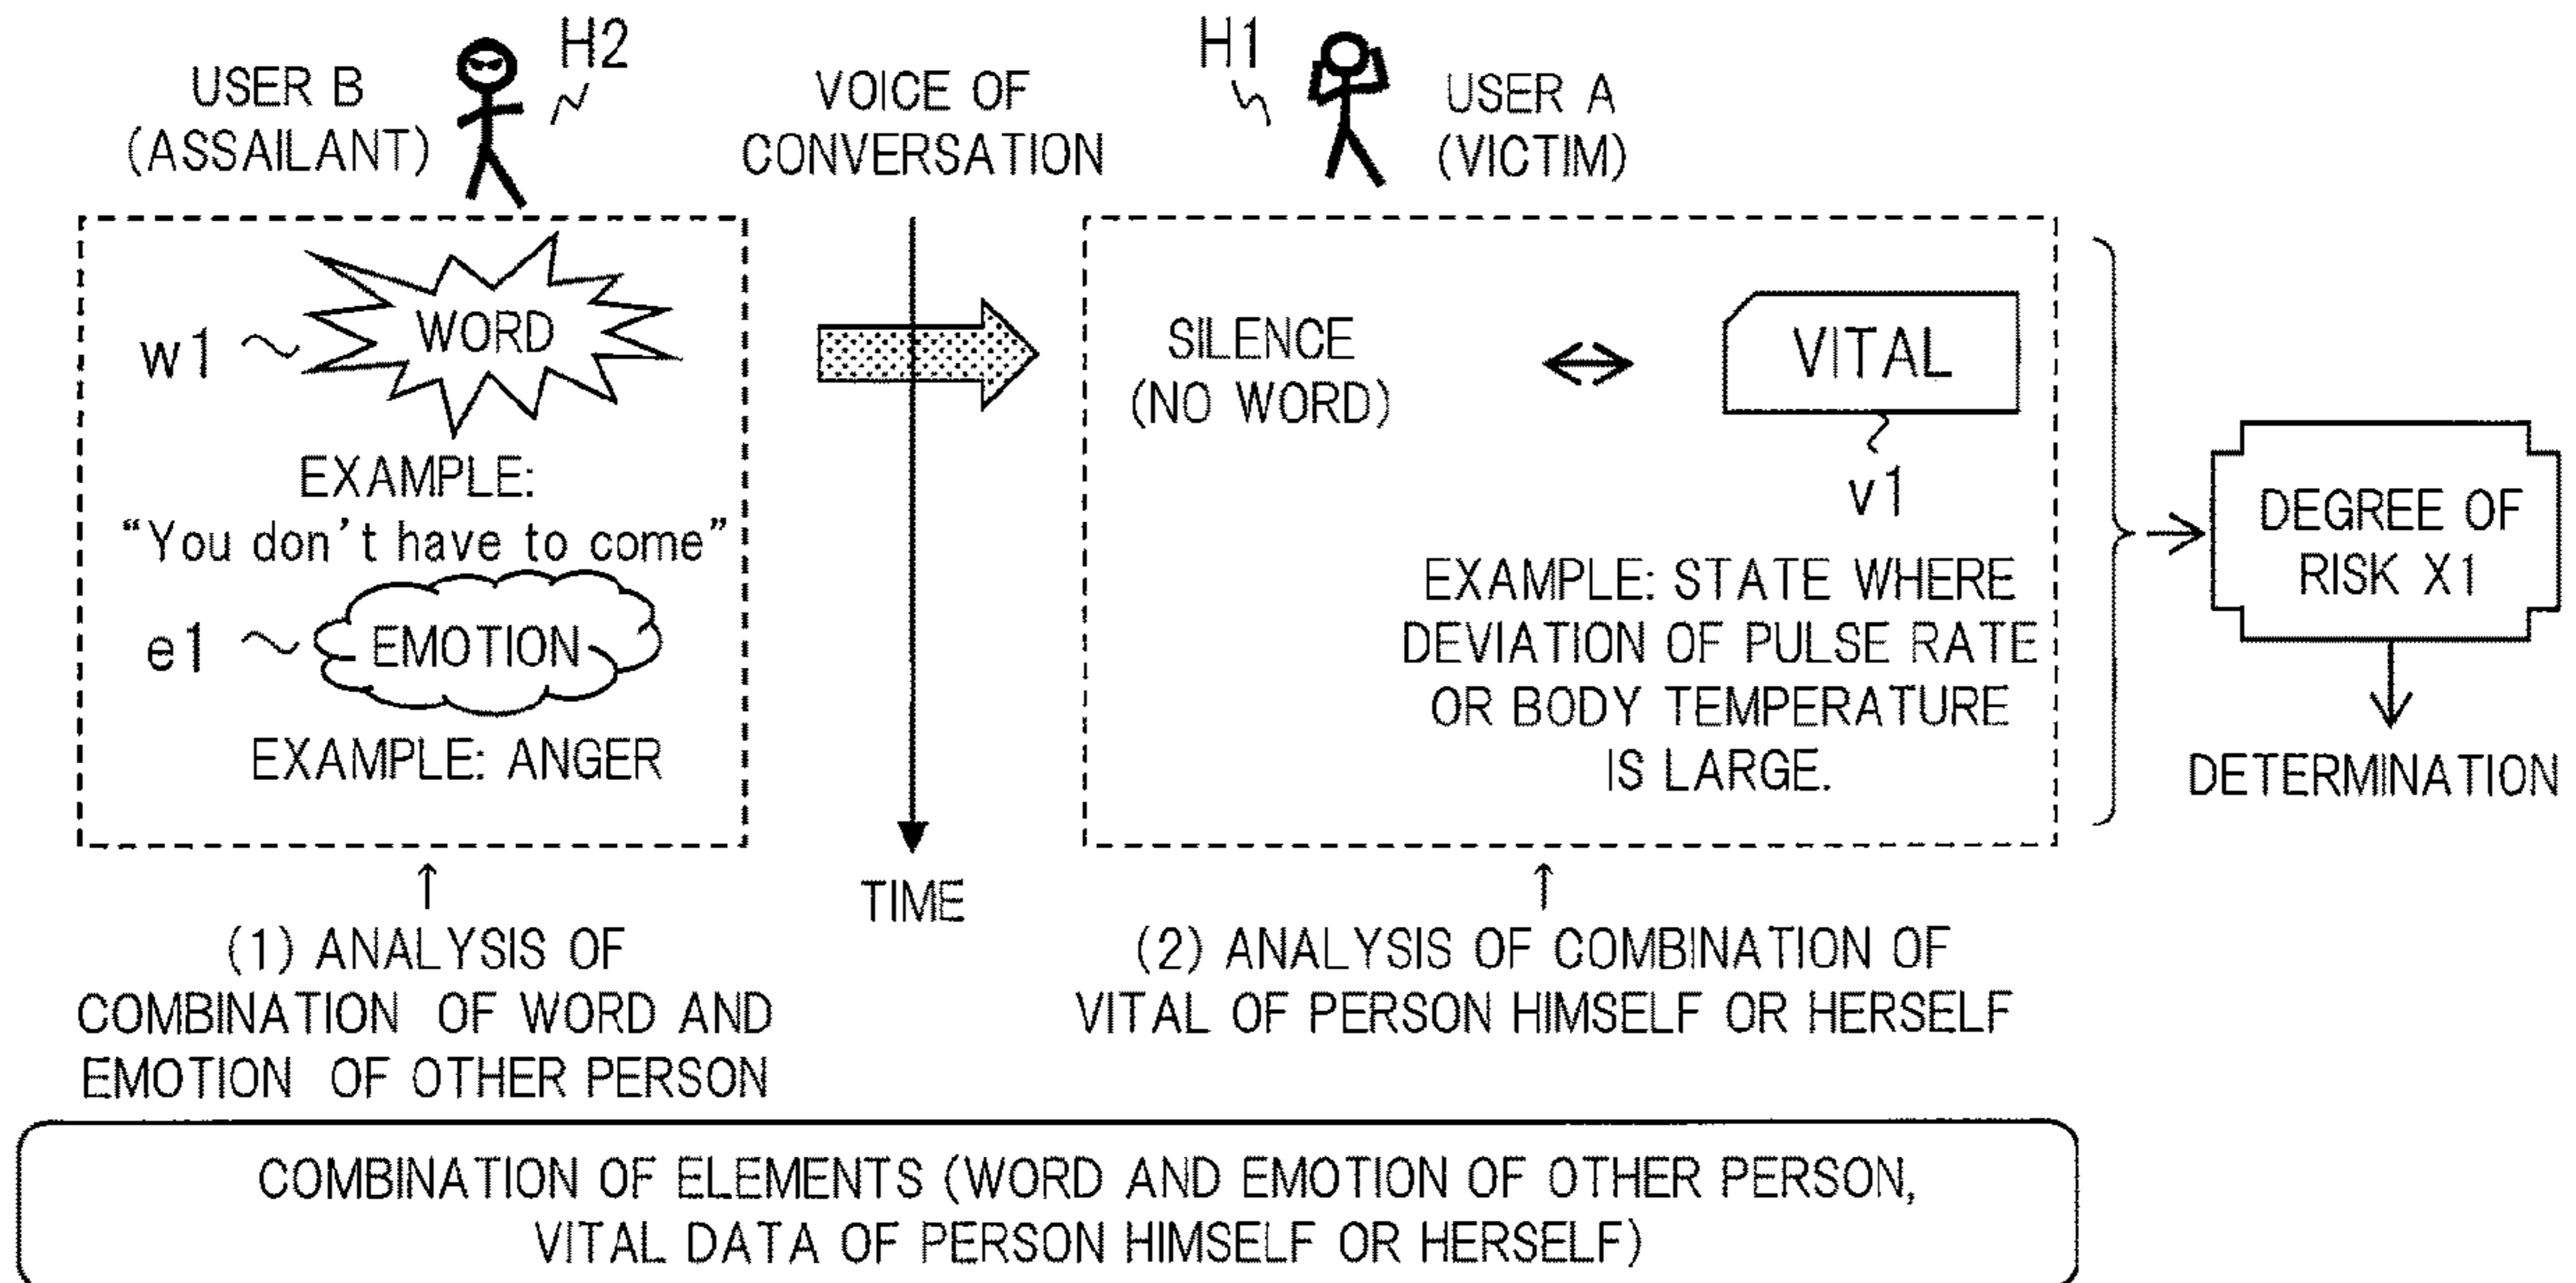 USER B
(ASSAILANT)
H2
VOICE OF
CONVERSATION
H1
USER A
(VICTIM)
w1
WORD
EXAMPLE:
“You don’t have to come”
e1
EMOTION
EXAMPLE: ANGER
TIME
SILENCE
(NO WORD)
VITAL
v1
EXAMPLE: STATE WHERE
DEVIATION OF PULSE RATE
OR BODY TEMPERATURE
IS LARGE.
DEGREE OF
RISK X1
DETERMINATION
(1) ANALYSIS OF
COMBINATION OF WORD AND
EMOTION OF OTHER PERSON
(2) ANALYSIS OF COMBINATION OF
VITAL OF PERSON HIMSELF OR HERSELF
COMBINATION OF ELEMENTS (WORD AND EMOTION OF OTHER PERSON,
VITAL DATA OF PERSON HIMSELF OR HERSELF)